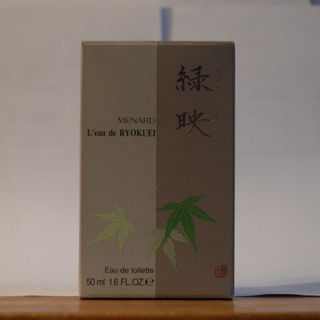 MENARD
L'eau de RYOKUEI
緑映
Eau de toilette
50 ml 1.6 FL.OZ.℮